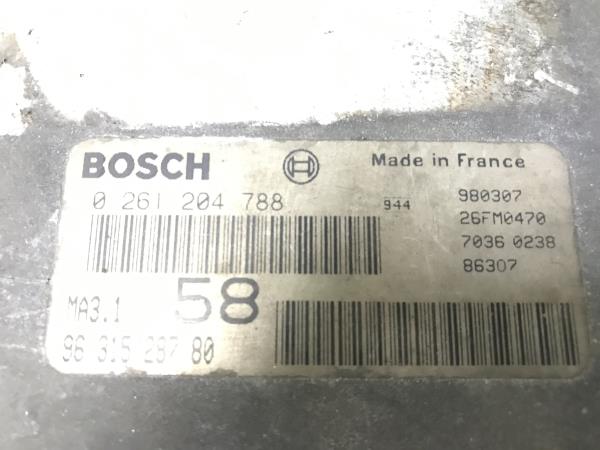 BOSCH Made in France
0 261 204 788 944 980307
26FM0470
7036 0238
86307
MA3.1 58
96 315 287 80